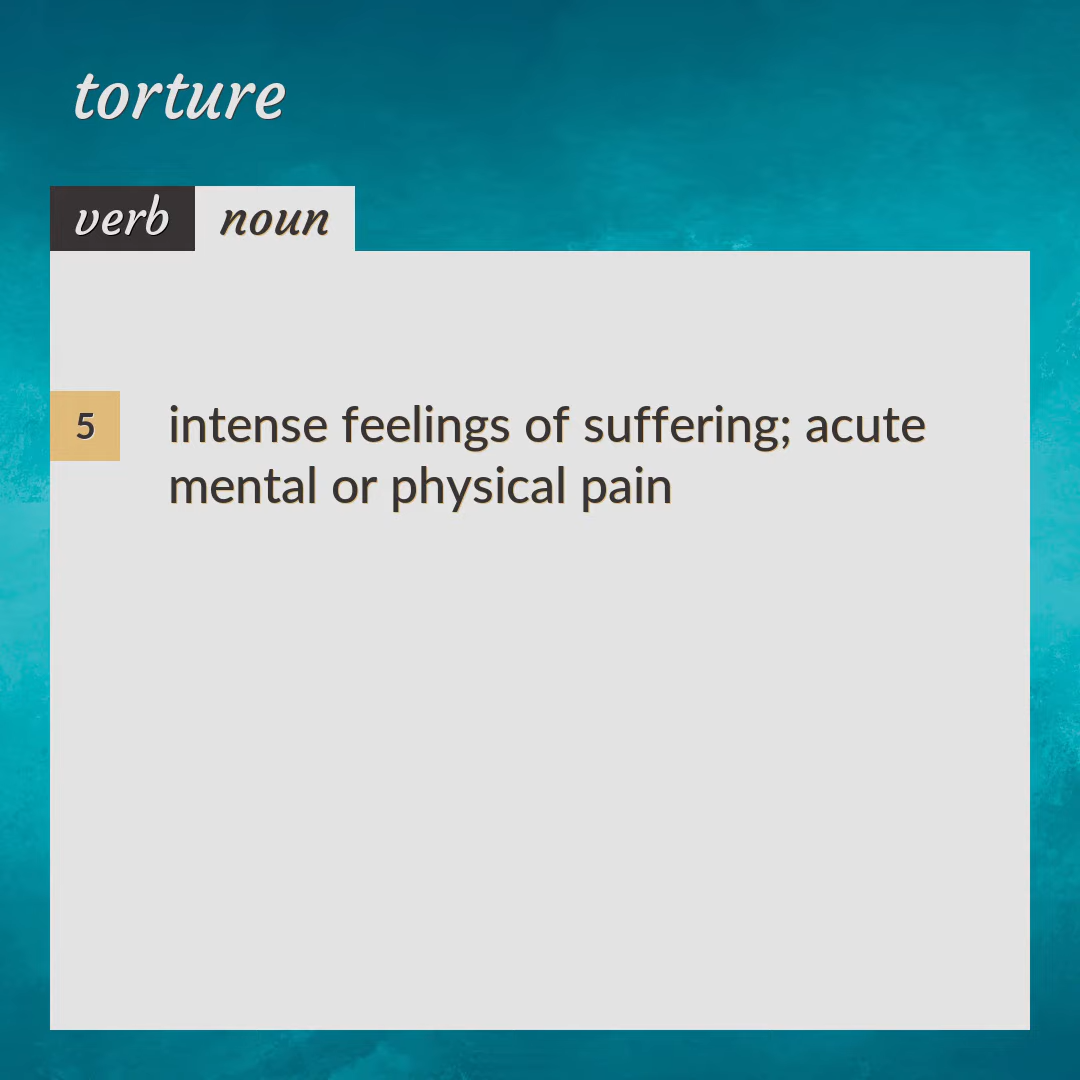 torture
verb noun
5 intense feelings of suffering; acute
mental or physical pain